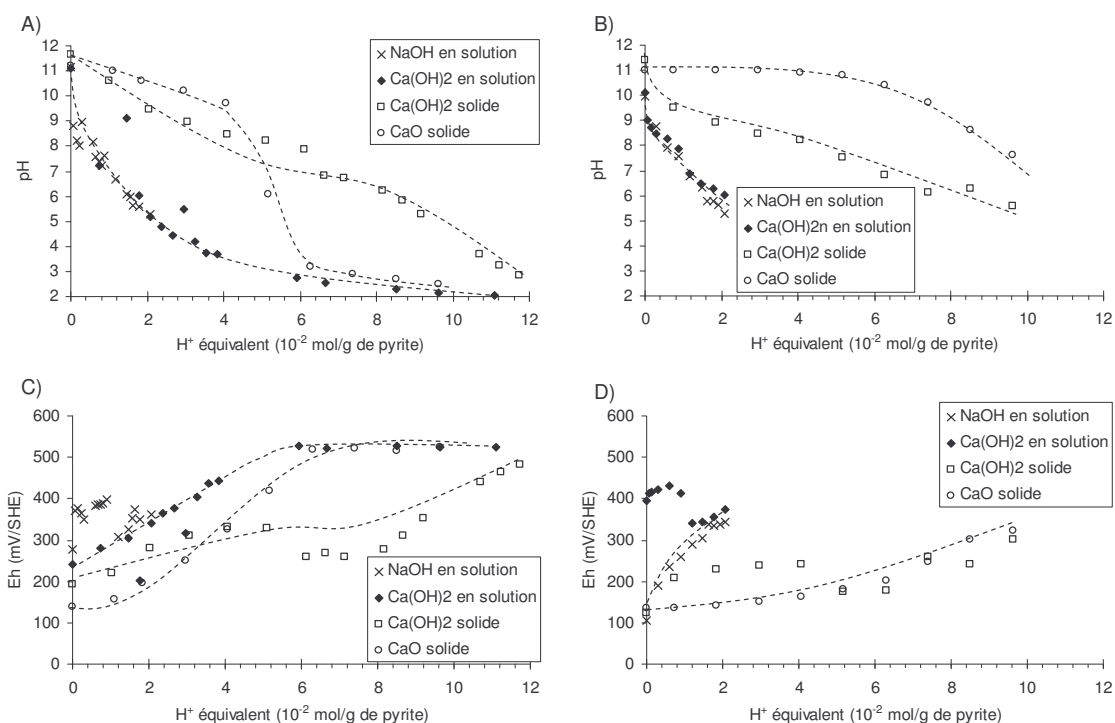 A)
12
11
10
9
8
7
6
5
4
3
2
pH
0 2 4 6 8 10 12
H⁺ équivalent (10⁻² mol/g de pyrite)
NaOH en solution
Ca(OH)2 en solution
Ca(OH)2 solide
CaO solide
B)
12
11
10
9
8
7
6
5
4
3
2
pH
0 2 4 6 8 10 12
H⁺ équivalent (10⁻² mol/g de pyrite)
NaOH en solution
Ca(OH)2n en solution
Ca(OH)2 solide
CaO solide
C)
600
500
400
300
200
100
0
Eh (mV/SHE)
0 2 4 6 8 10 12
H⁺ équivalent (10⁻² mol/g de pyrite)
NaOH en solution
Ca(OH)2 en solution
Ca(OH)2 solide
CaO solide
D)
600
500
400
300
200
100
0
Eh (mV/SHE)
0 2 4 6 8 10 12
H⁺ équivalent (10⁻² mol/g de pyrite)
NaOH en solution
Ca(OH)2 en solution
Ca(OH)2 solide
CaO solide